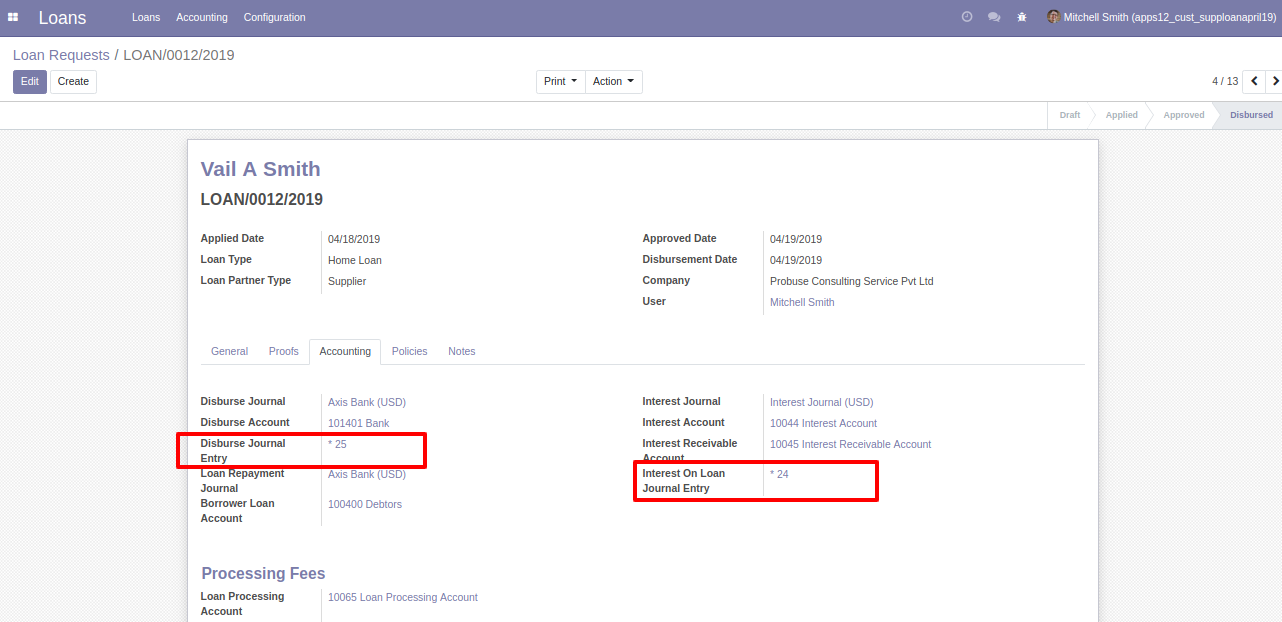 Loans Loans Accounting Configuration Mitchell Smith (apps12_cust_supploanapril19)
Loan Requests / LOAN/0012/2019
Edit Create Print Action 4 / 13
Draft Applied Approved Disbursed
Vail A Smith
LOAN/0012/2019
Applied Date 04/18/2019
Loan Type Home Loan
Loan Partner Type Supplier
Approved Date 04/19/2019
Disbursement Date 04/19/2019
Company Probuse Consulting Service Pvt Ltd
User Mitchell Smith
General Proofs Accounting Policies Notes
Disburse Journal Axis Bank (USD)
Disburse Account 101401 Bank
Disburse Journal * 25
Entry
Loan Repayment Axis Bank (USD)
Journal
Borrower Loan 100400 Debtors
Account
Interest Journal Interest Journal (USD)
Interest Account 10044 Interest Account
Interest Receivable 10045 Interest Receivable Account
Account
Interest On Loan * 24
Journal Entry
Processing Fees
Loan Processing 10065 Loan Processing Account
Account